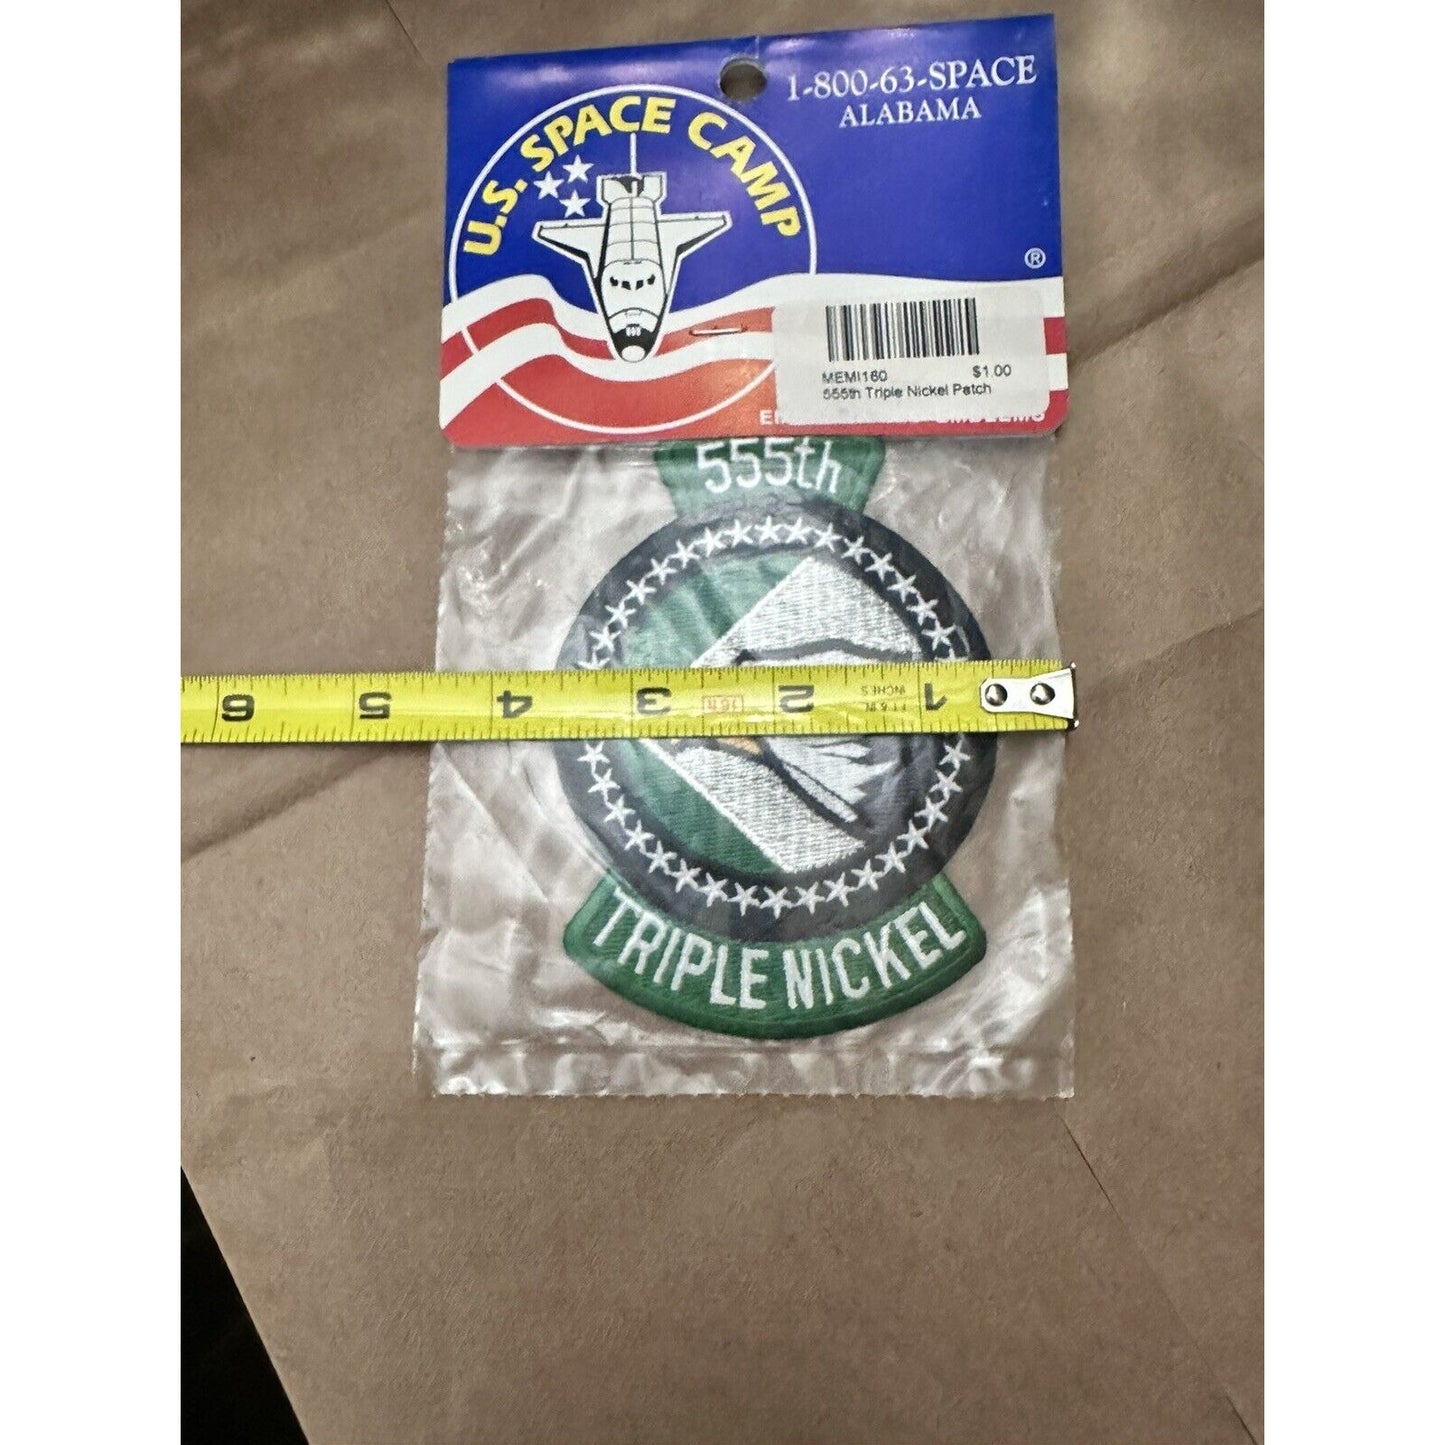 1-800-63-SPACE
ALABAMA
U.S. SPACE CAMP
®
MEMI160 $1.00
555th Triple Nickel Patch
555th
6 5 4 3 2 1
INCHES
TRIPLE NICKEL